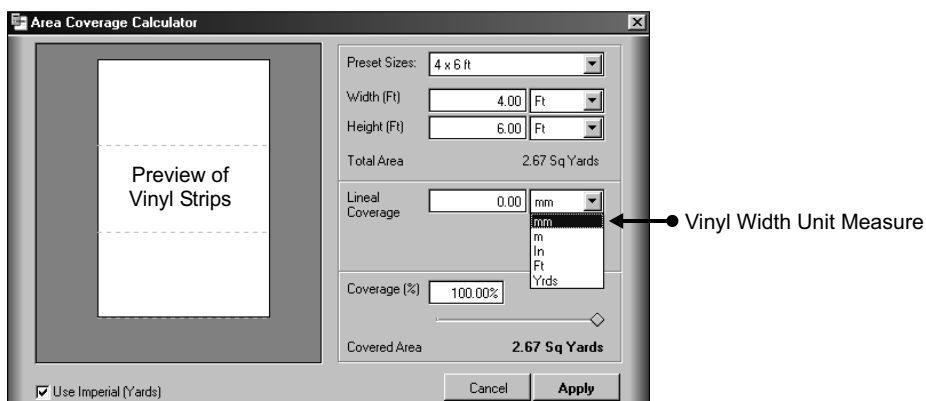 Area Coverage Calculator
Preset Sizes: 4 x 6 ft
Width (Ft) 4.00 Ft
Height (Ft) 6.00 Ft
Total Area 2.67 Sq Yards
Preview of
Vinyl Strips
Lineal
Coverage 0.00 mm
mm
m
In
Ft
Yrds
Vinyl Width Unit Measure
Coverage (%) 100.00%
Covered Area 2.67 Sq Yards
Use Imperial (Yards)
Cancel Apply